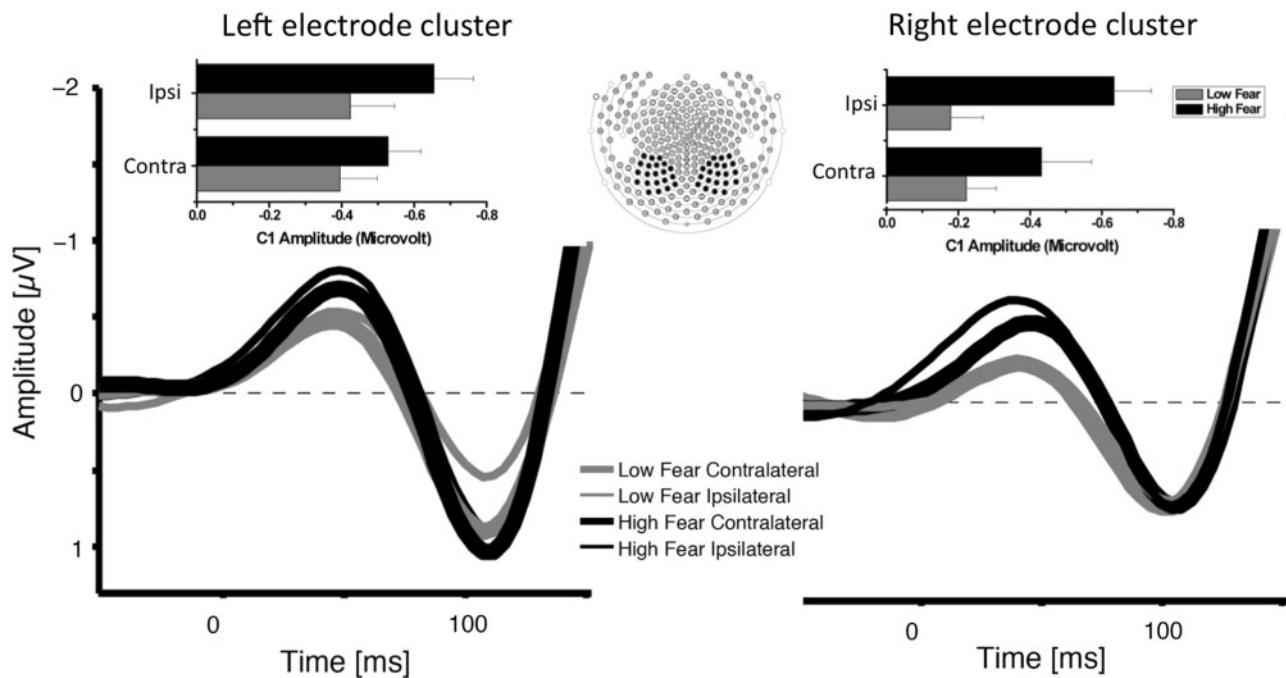 Left electrode cluster
Right electrode cluster
Ipsi
Contra
0.0 -0.2 -0.4 -0.6 -0.8
C1 Amplitude (Microvolt)
Ipsi
Contra
0.0 -0.2 -0.4 -0.6 -0.8
C1 Amplitude (Microvolt)
Low Fear
High Fear
−2
−1
0
1
Amplitude [µV]
Low Fear Contralateral
Low Fear Ipsilateral
High Fear Contralateral
High Fear Ipsilateral
0 100
Time [ms]
0 100
Time [ms]